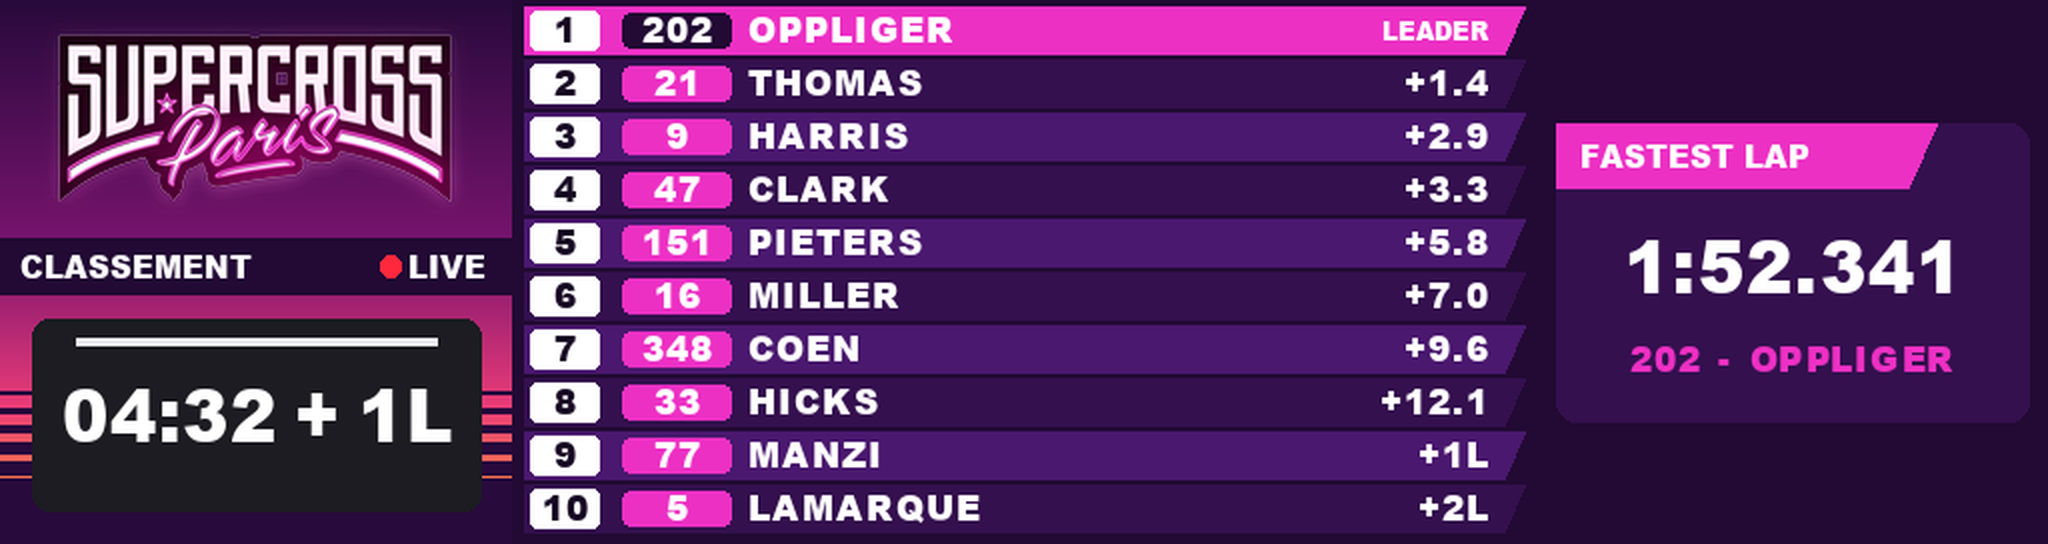 SUPERCROSS
Paris
CLASSEMENT LIVE
04:32 + 1L
1 202 OPPLIGER LEADER
2 21 THOMAS +1.4
3 9 HARRIS +2.9
4 47 CLARK +3.3
5 151 PIETERS +5.8
6 16 MILLER +7.0
7 348 COEN +9.6
8 33 HICKS +12.1
9 77 MANZI +1L
10 5 LAMARQUE +2L
FASTEST LAP
1:52.341
202 - OPPLIGER